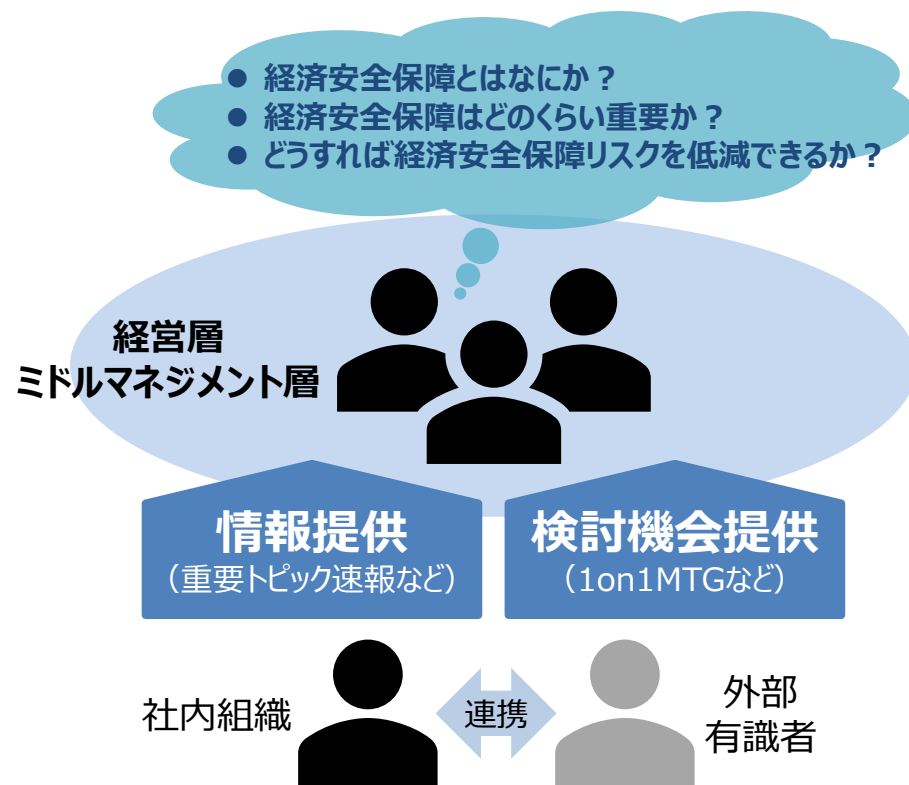 ● 経済安全保障とはなにか？
● 経済安全保障はどのくらい重要か？
● どうすれば経済安全保障リスクを低減できるか？
経営層
ミドルマネジメント層
情報提供
（重要トピック速報など）
検討機会提供
（1on1MTGなど）
社内組織
連携
外部
有識者